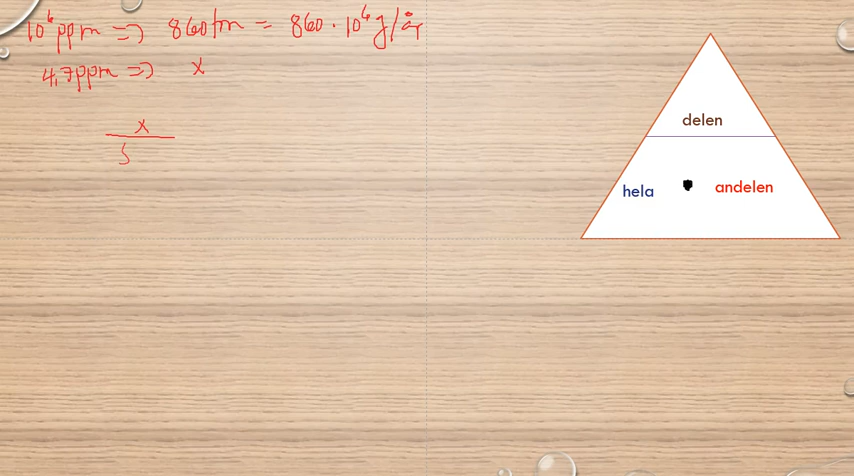 10⁶ ppm => 860 ton = 860 · 10⁶ g/år
4,7 ppm => x
x
5
delen
hela • andelen